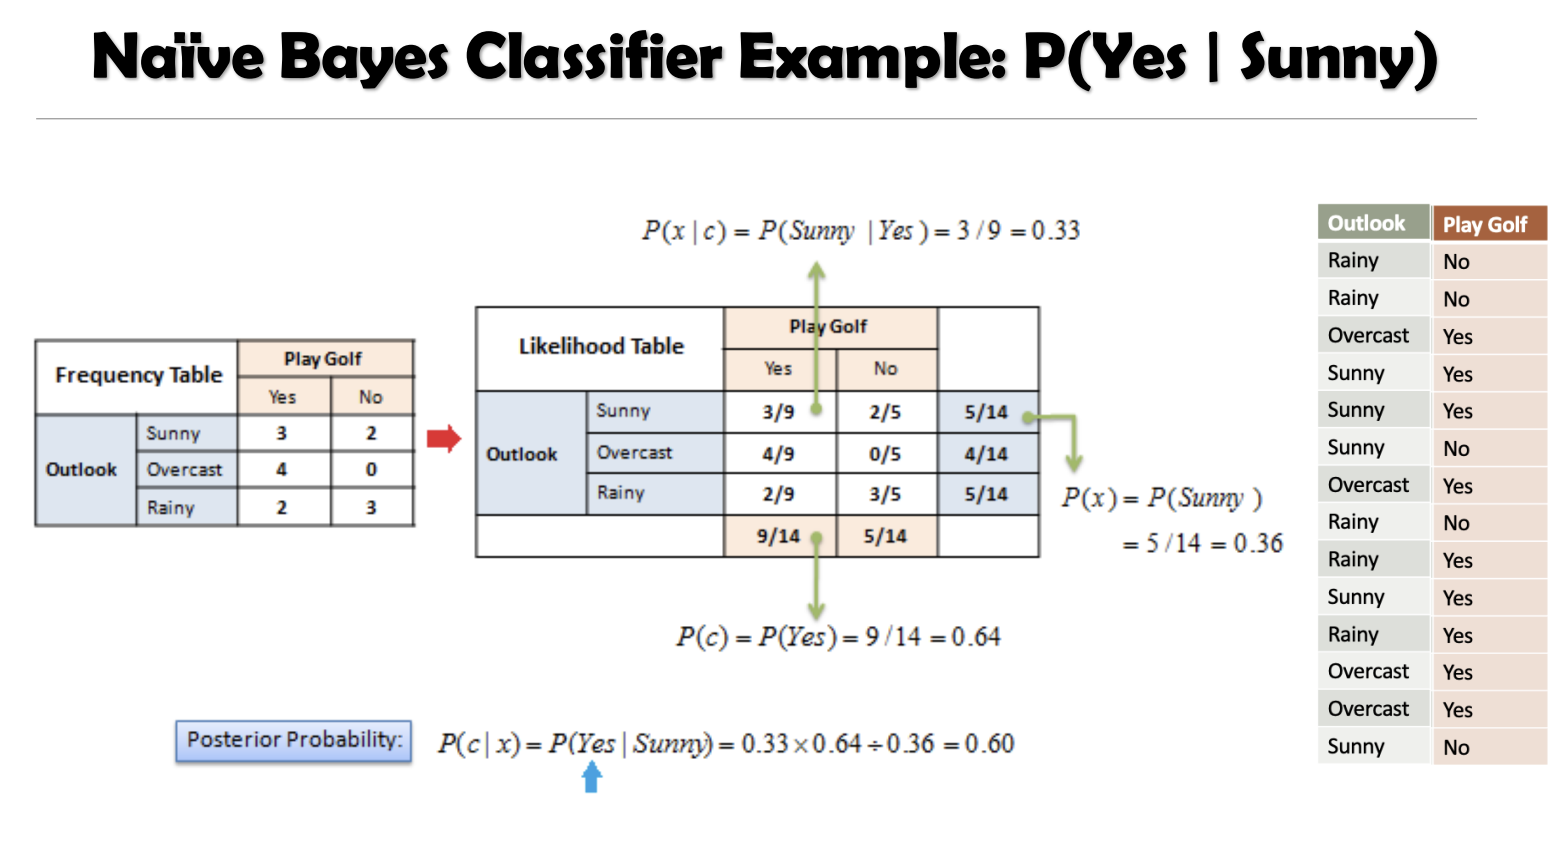 Naïve Bayes Classifier Example: P(Yes | Sunny)
P(x | c) = P(Sunny | Yes) = 3 / 9 = 0.33
Frequency Table
Play Golf
Yes No
Outlook
Sunny 3 2
Overcast 4 0
Rainy 2 3
Likelihood Table
Play Golf
Yes No
Outlook
Sunny 3/9 2/5 5/14
Overcast 4/9 0/5 4/14
Rainy 2/9 3/5 5/14
9/14 5/14
P(x) = P(Sunny )
= 5 /14 = 0.36
P(c) = P(Yes) = 9 /14 = 0.64
Posterior Probability:
P(c | x) = P(Yes | Sunny) = 0.33 × 0.64 ÷ 0.36 = 0.60
Outlook Play Golf
Rainy No
Rainy No
Overcast Yes
Sunny Yes
Sunny Yes
Sunny No
Overcast Yes
Rainy No
Rainy Yes
Sunny Yes
Rainy Yes
Overcast Yes
Overcast Yes
Sunny No